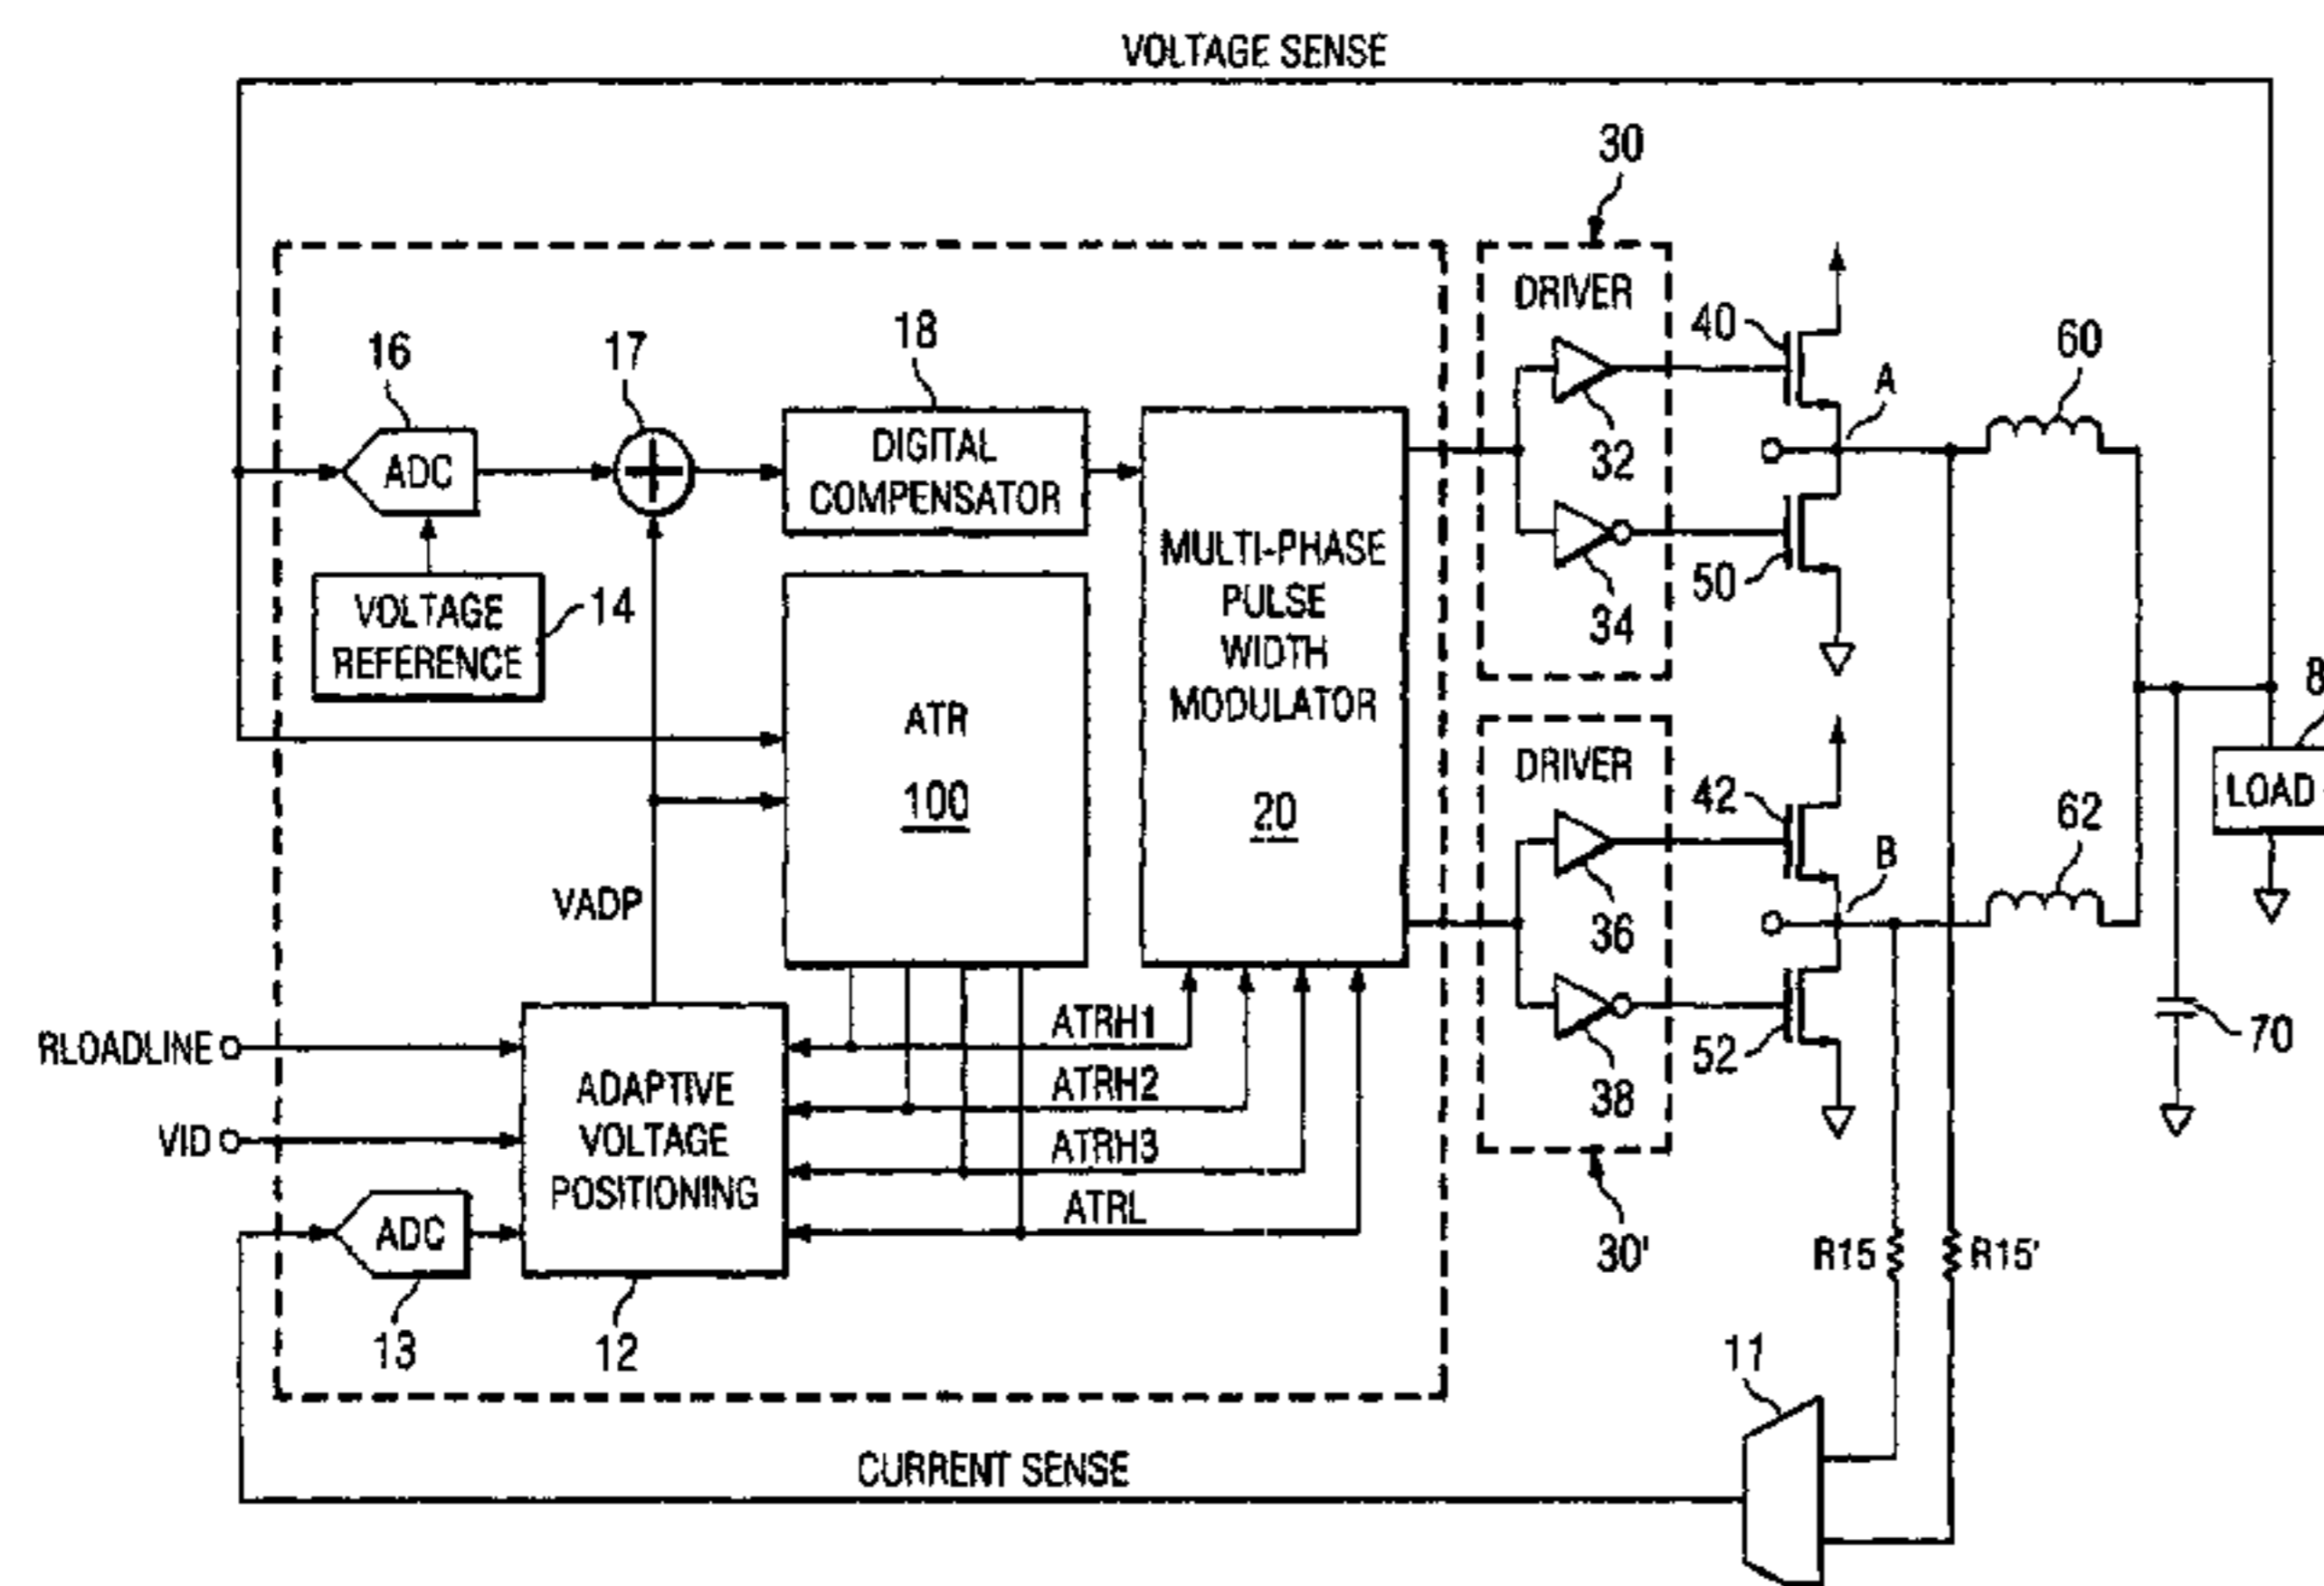 VOLTAGE SENSE
30
DRIVER
40
A
60
16
17
18
ADC
DIGITAL
COMPENSATOR
32
34
50
VOLTAGE
REFERENCE
14
MULTI-PHASE
PULSE
WIDTH
MODULATOR
20
ATR
100
VADP
DRIVER
42
B
62
LOAD
36
38
52
70
30'
RLOADLINE
VID
ADAPTIVE
VOLTAGE
POSITIONING
ATRH1
ATRH2
ATRH3
ATRL
ADC
13
12
R15
R15'
11
CURRENT SENSE